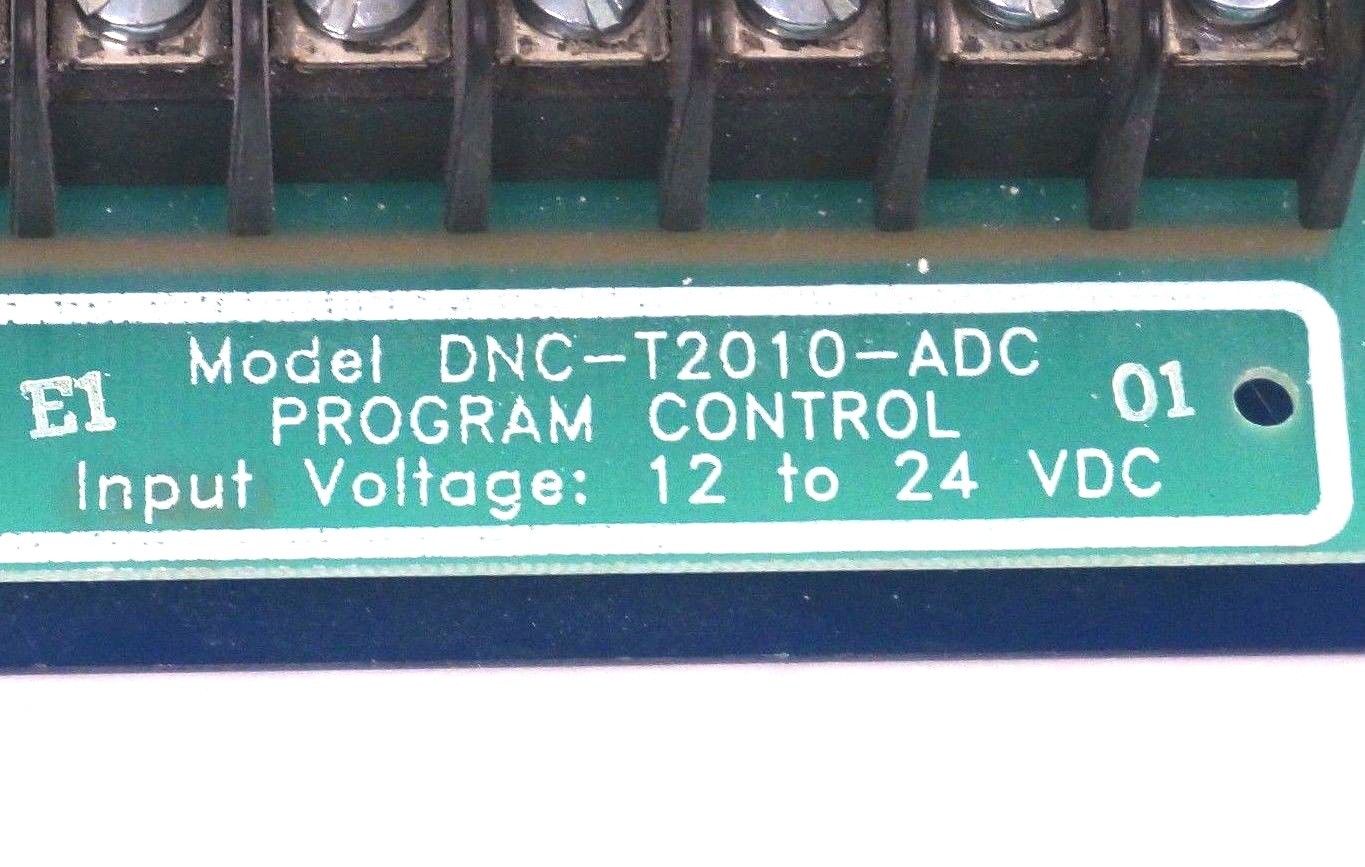 Model DNC-T2010-ADC
E1 PROGRAM CONTROL 01
Input Voltage: 12 to 24 VDC